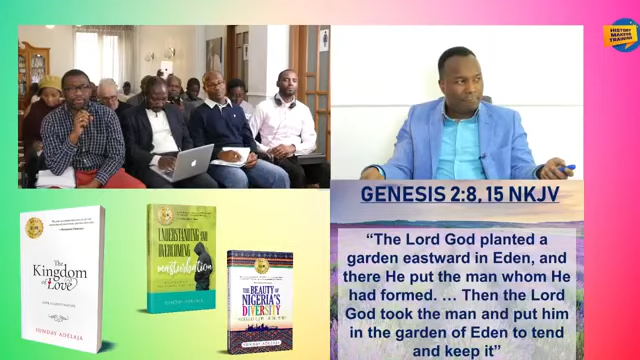 HISTORY
MAKERS
TRAINING
GENESIS 2:8, 15 NKJV
“The Lord God planted a
garden eastward in Eden, and
there He put the man whom He
had formed. … Then the Lord
God took the man and put him
in the garden of Eden to tend
and keep it”
The
Kingdom
of Love
SUNDAY ADELAJA
UNDERSTANDING AND
OVERCOMING
masturbation
SUNDAY ADELAJA
THE
BEAUTY OF
NIGERIA'S
DIVERSITY
SUNDAY ADELAJA